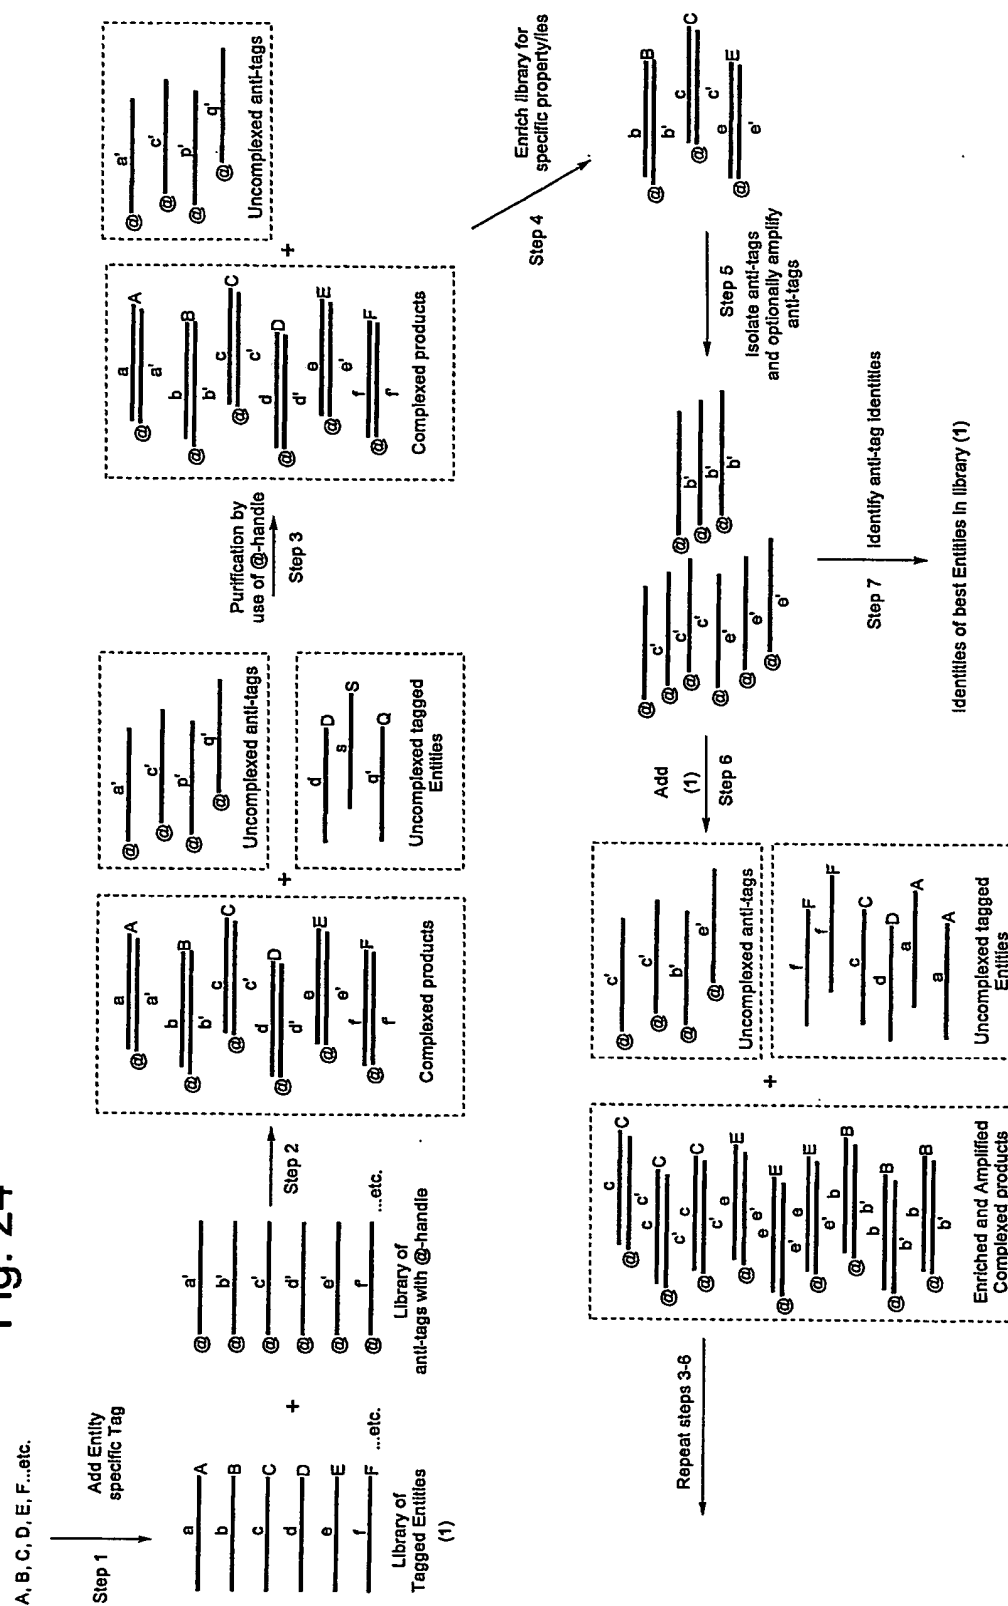 Fig. 24
A, B, C, D, E, F...etc.
Step 1
Add Entity
specific Tag
a
A
b
B
c
C
d
D
e
E
f
F
...etc.
Library of
Tagged Entities
(1)
+
@
a'
@
b'
@
c'
@
d'
@
e'
@
f'
...etc.
Library of
anti-tags with @-handle
Step 2
a
A
@
a'
b
B
@
b'
c
C
@
c'
d
D
@
d'
e
E
@
e'
f
F
@
f'
Complexed products
+
@
a'
@
c'
@
p'
@
q'
Uncomplexed anti-tags
d
D
s
S
q'
Q
Uncomplexed tagged
Entities
Purification by
use of @-handle
Step 3
a
A
@
a'
b
B
@
b'
c
C
@
c'
d
D
@
d'
e
E
@
e'
f
F
@
f'
Complexed products
+
@
a'
@
c'
@
p'
@
q'
Uncomplexed anti-tags
Step 4
Enrich library for
specific property/ies
b
B
@
b'
c
C
@
c'
e
E
@
e'
Step 5
Isolate anti-tags
and optionally amplify
anti-tags
@
c'
@
c'
@
c'
@
e'
@
e'
@
e'
@
b'
@
b'
@
b'
Step 7
Identify anti-tag identities
Identities of best Entities in library (1)
Add
(1)
Step 6
@
c'
@
c'
@
b'
@
e'
Uncomplexed anti-tags
f
F
f
F
c
C
d
D
a
A
a
A
Uncomplexed tagged
Entities
+
c
C
@
c'
c
C
@
c'
c
C
@
c'
e
E
@
e'
e
E
@
e'
e
E
@
e'
b
B
@
b'
b
B
@
b'
b
B
@
b'
Enriched and Amplified
Complexed products
Repeat steps 3-6